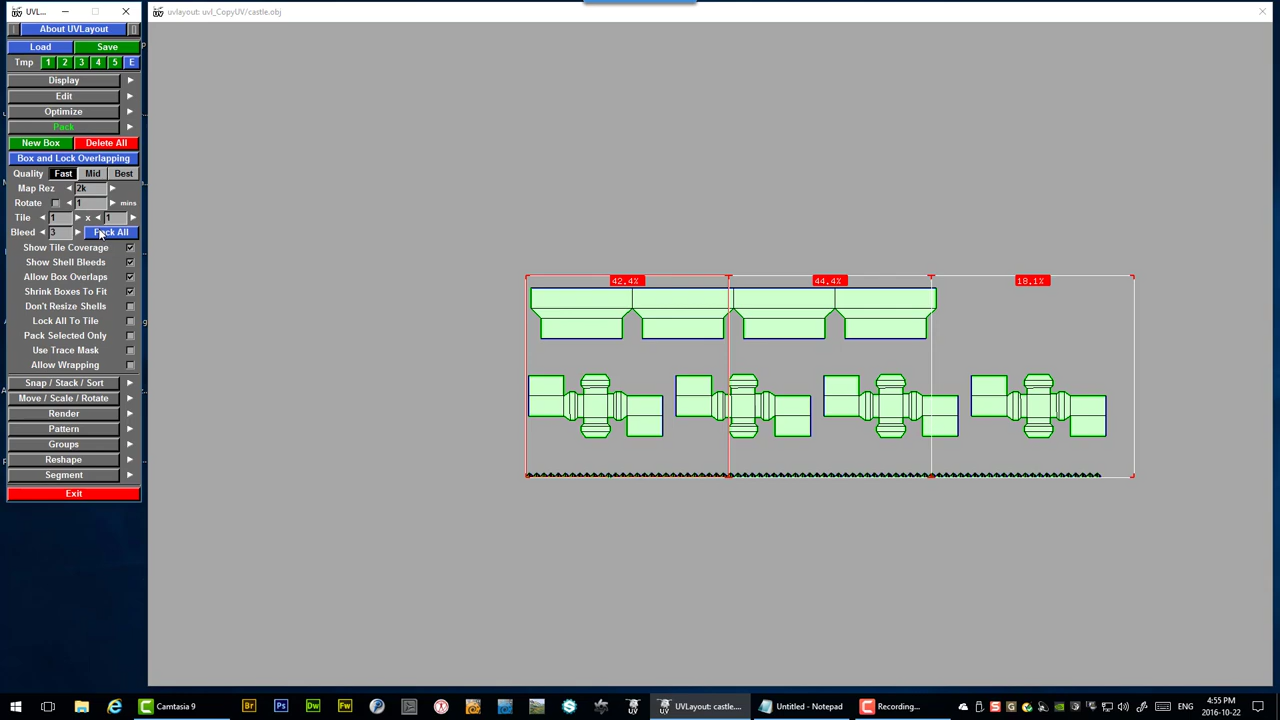 UVL...
uvlayout: uvl_CopyUV/castle.obj
About UVLayout
Load Save
Tmp 1 2 3 4 5 E
Display
Edit
Optimize
Pack
New Box Delete All
Box and Lock Overlapping
Quality Fast Mid Best
Map Rez 2k
Rotate 1 mins
Tile 1 x 1
Bleed 3 Pack All
Show Tile Coverage
Show Shell Bleeds
Allow Box Overlaps
Shrink Boxes To Fit
Don't Resize Shells
Lock All To Tile
Pack Selected Only
Use Trace Mask
Allow Wrapping
Snap / Stack / Sort
Move / Scale / Rotate
Render
Pattern
Groups
Reshape
Segment
Exit
42,4% 44,4% 18,1%
Camtasia 9 Br Ps Dw Fw UVLayout: castle.... Untitled - Notepad Recording... ENG 4:55 PM
2016-10-22